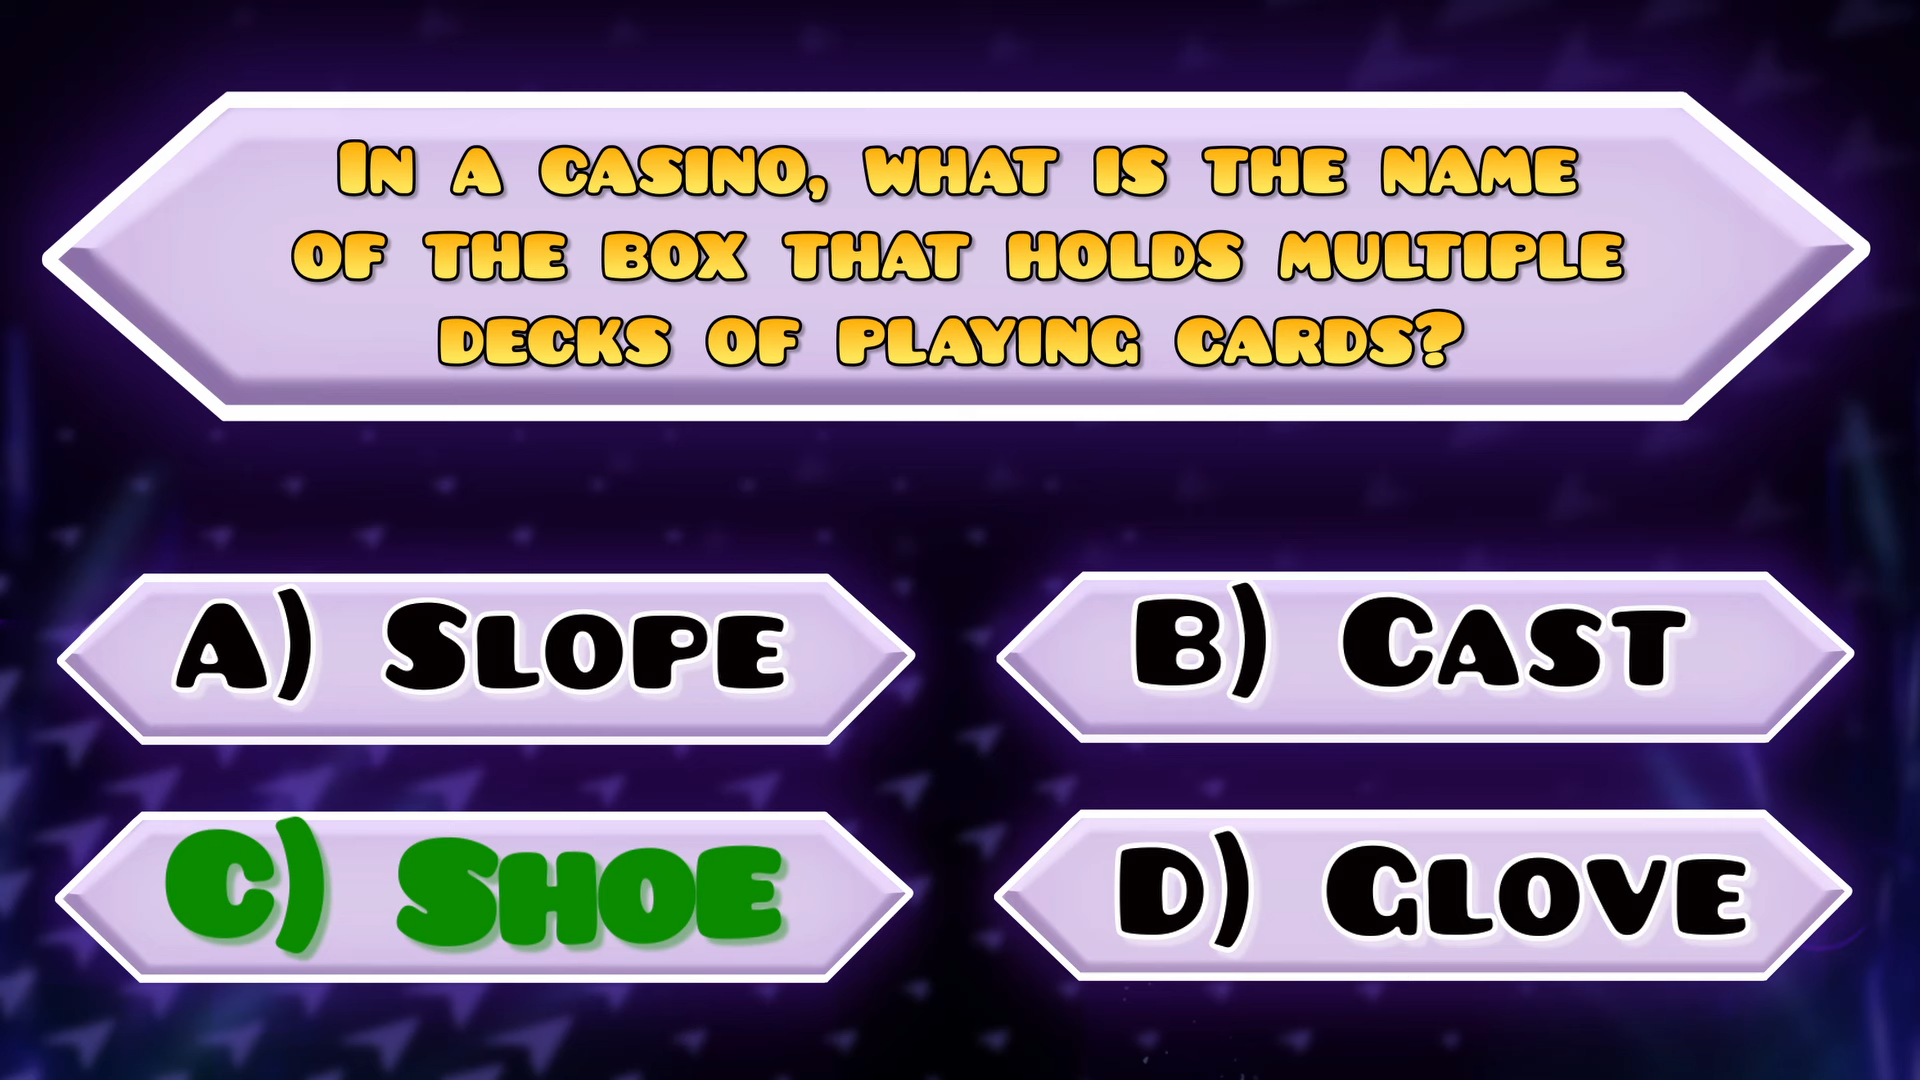 In a casino, what is the name
of the box that holds multiple
decks of playing cards?
A) Slope
B) Cast
C) Shoe
D) Glove